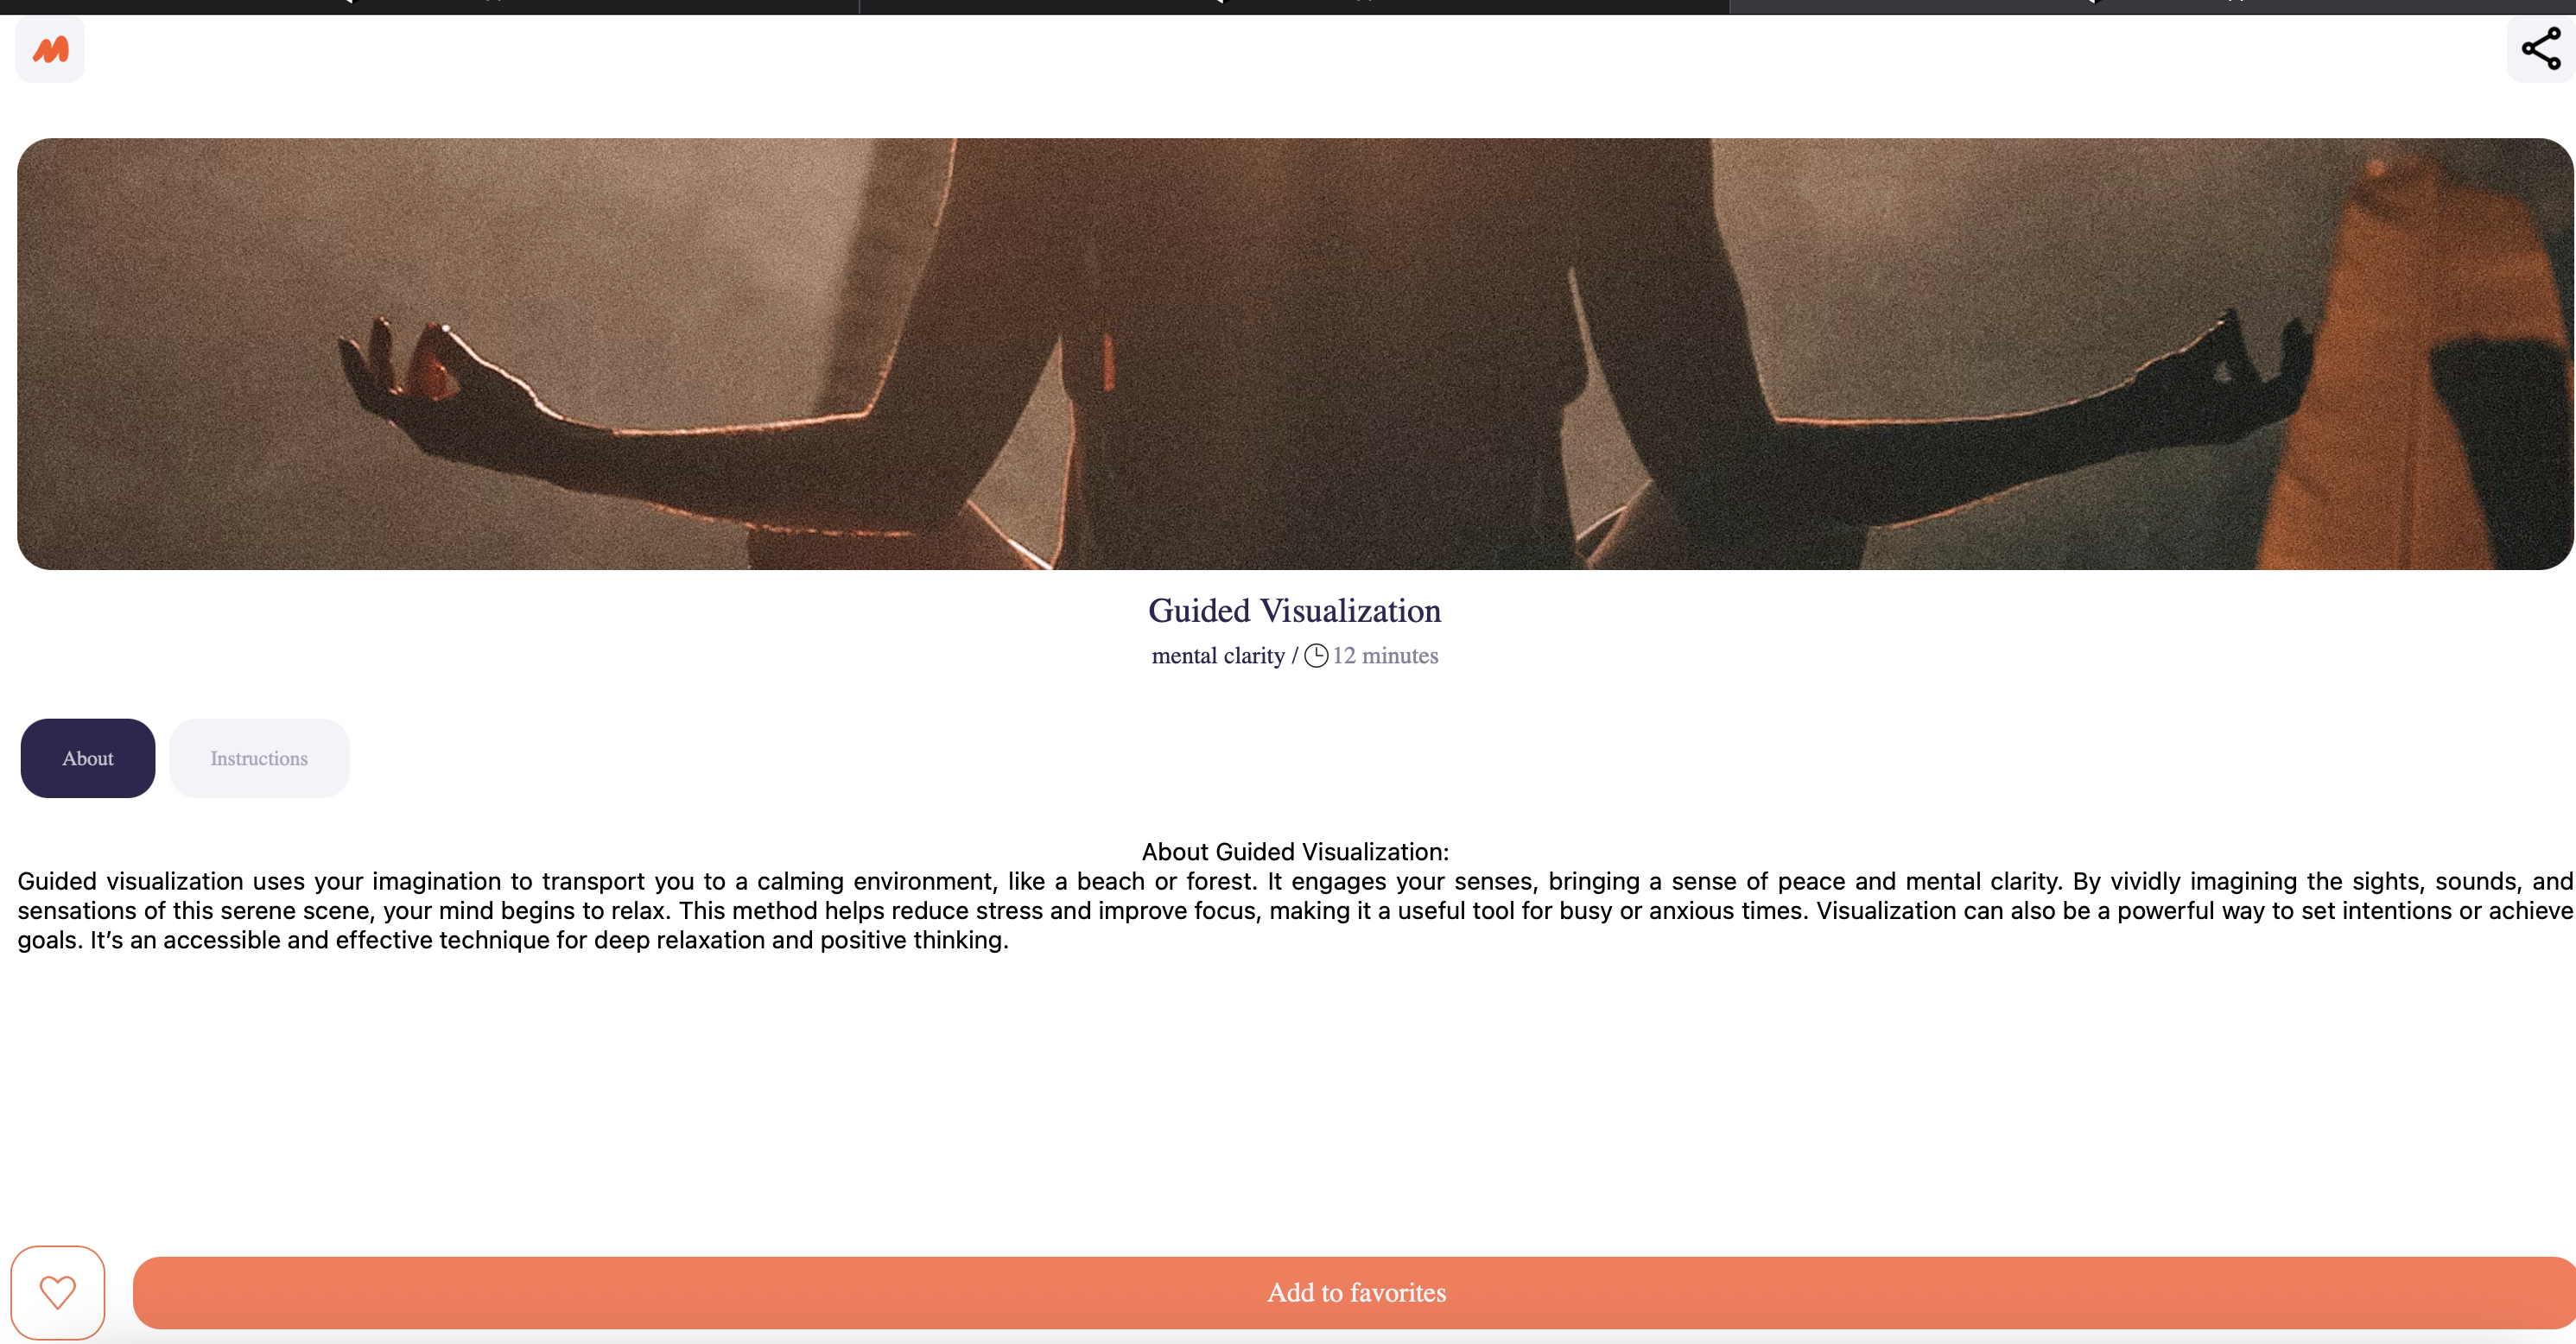 Guided Visualization
mental clarity / 12 minutes
About
Instructions
About Guided Visualization:
Guided visualization uses your imagination to transport you to a calming environment, like a beach or forest. It engages your senses, bringing a sense of peace and mental clarity. By vividly imagining the sights, sounds, and
sensations of this serene scene, your mind begins to relax. This method helps reduce stress and improve focus, making it a useful tool for busy or anxious times. Visualization can also be a powerful way to set intentions or achieve
goals. It’s an accessible and effective technique for deep relaxation and positive thinking.
Add to favorites